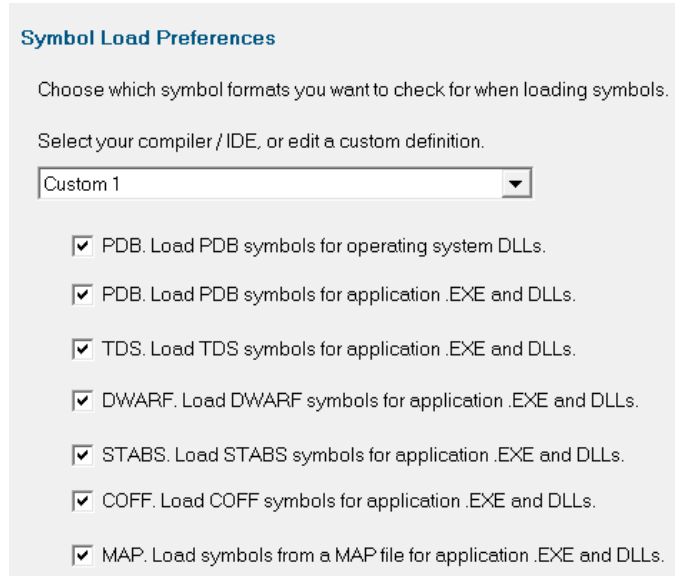 Symbol Load Preferences
Choose which symbol formats you want to check for when loading symbols.
Select your compiler / IDE, or edit a custom definition.
Custom 1
PDB. Load PDB symbols for operating system DLLs.
PDB. Load PDB symbols for application .EXE and DLLs.
TDS. Load TDS symbols for application .EXE and DLLs.
DWARF. Load DWARF symbols for application .EXE and DLLs.
STABS. Load STABS symbols for application .EXE and DLLs.
COFF. Load COFF symbols for application .EXE and DLLs.
MAP. Load symbols from a MAP file for application .EXE and DLLs.